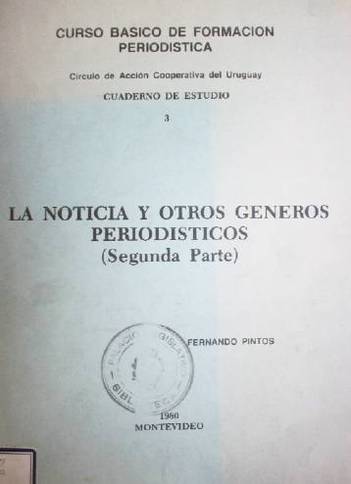 CURSO BASICO DE FORMACION
PERIODISTICA
Círculo de Acción Cooperativa del Uruguay
CUADERNO DE ESTUDIO
3
LA NOTICIA Y OTROS GENEROS
PERIODISTICOS
(Segunda Parte)
FERNANDO PINTOS
1980
MONTEVIDEO